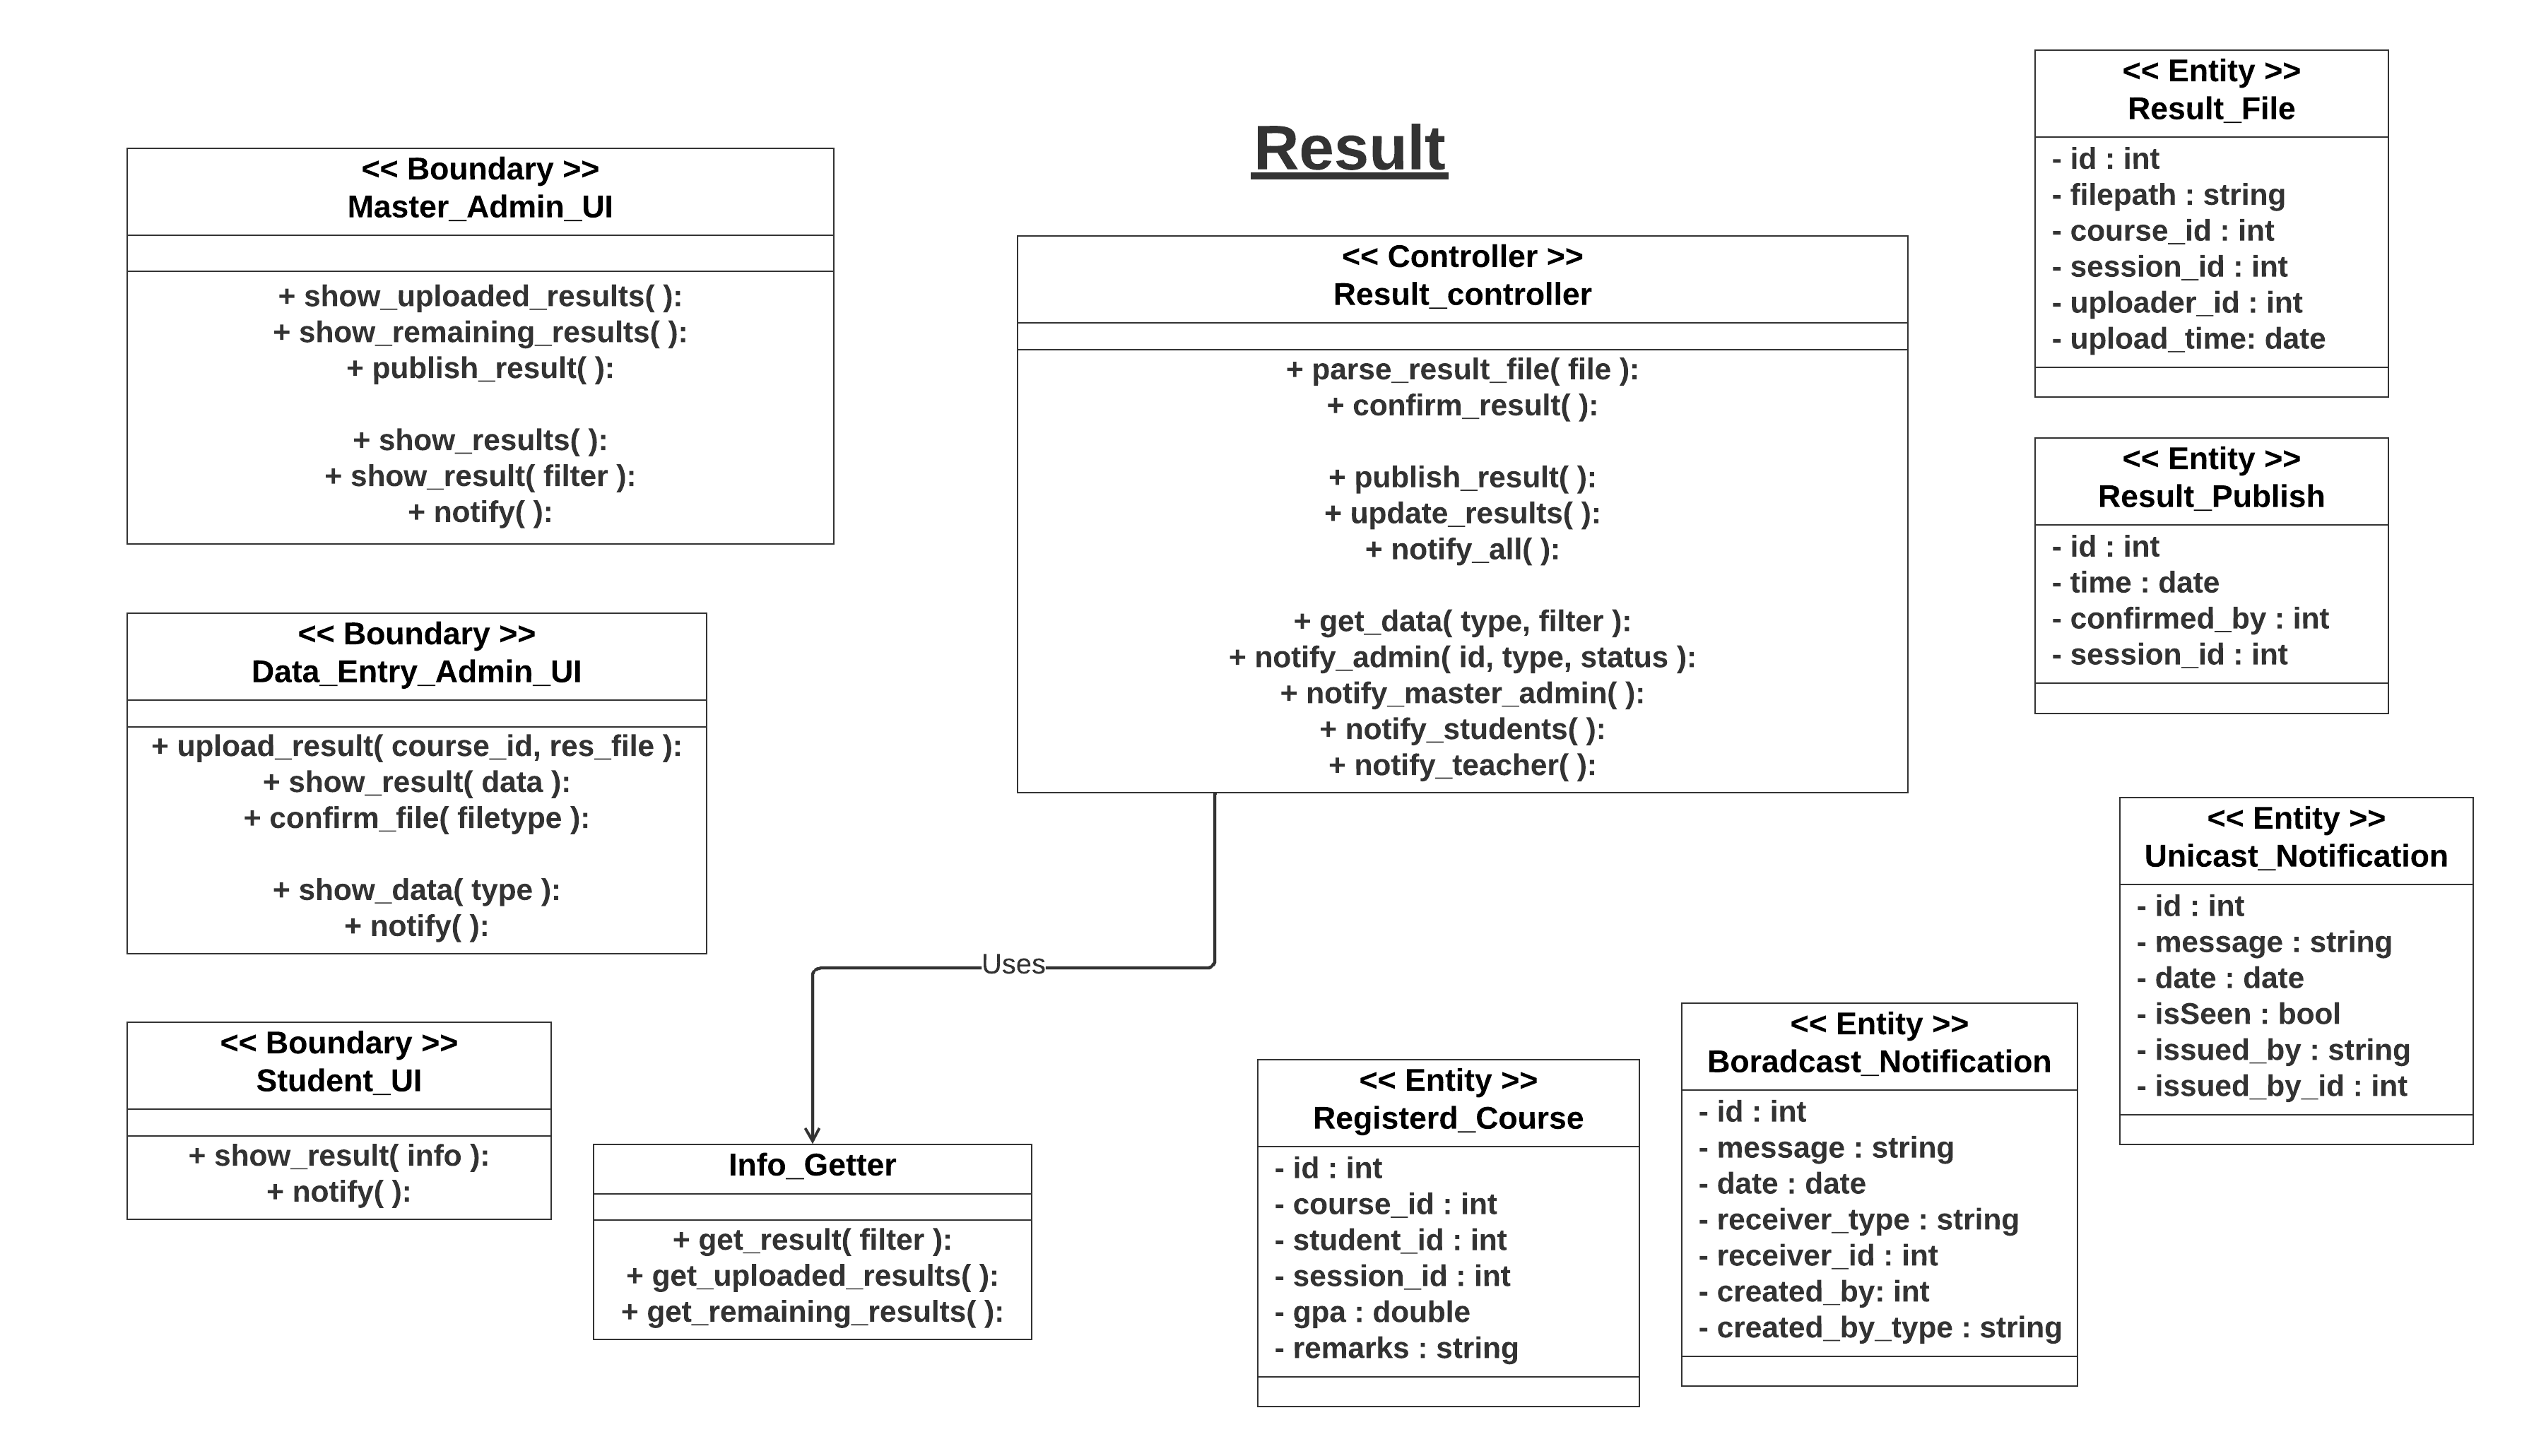 Result
<< Boundary >>
Master_Admin_UI
+ show_uploaded_results( ):
+ show_remaining_results( ):
+ publish_result( ):
+ show_results( ):
+ show_result( filter ):
+ notify( ):
<< Boundary >>
Data_Entry_Admin_UI
+ upload_result( course_id, res_file ):
+ show_result( data ):
+ confirm_file( filetype ):
+ show_data( type ):
+ notify( ):
<< Boundary >>
Student_UI
+ show_result( info ):
+ notify( ):
<< Controller >>
Result_controller
+ parse_result_file( file ):
+ confirm_result( ):
+ publish_result( ):
+ update_results( ):
+ notify_all( ):
+ get_data( type, filter ):
+ notify_admin( id, type, status ):
+ notify_master_admin( ):
+ notify_students( ):
+ notify_teacher( ):
Uses
Info_Getter
+ get_result( filter ):
+ get_uploaded_results( ):
+ get_remaining_results( ):
<< Entity >>
Result_File
- id : int
- filepath : string
- course_id : int
- session_id : int
- uploader_id : int
- upload_time: date
<< Entity >>
Result_Publish
- id : int
- time : date
- confirmed_by : int
- session_id : int
<< Entity >>
Unicast_Notification
- id : int
- message : string
- date : date
- isSeen : bool
- issued_by : string
- issued_by_id : int
<< Entity >>
Boradcast_Notification
- id : int
- message : string
- date : date
- receiver_type : string
- receiver_id : int
- created_by: int
- created_by_type : string
<< Entity >>
Registerd_Course
- id : int
- course_id : int
- student_id : int
- session_id : int
- gpa : double
- remarks : string